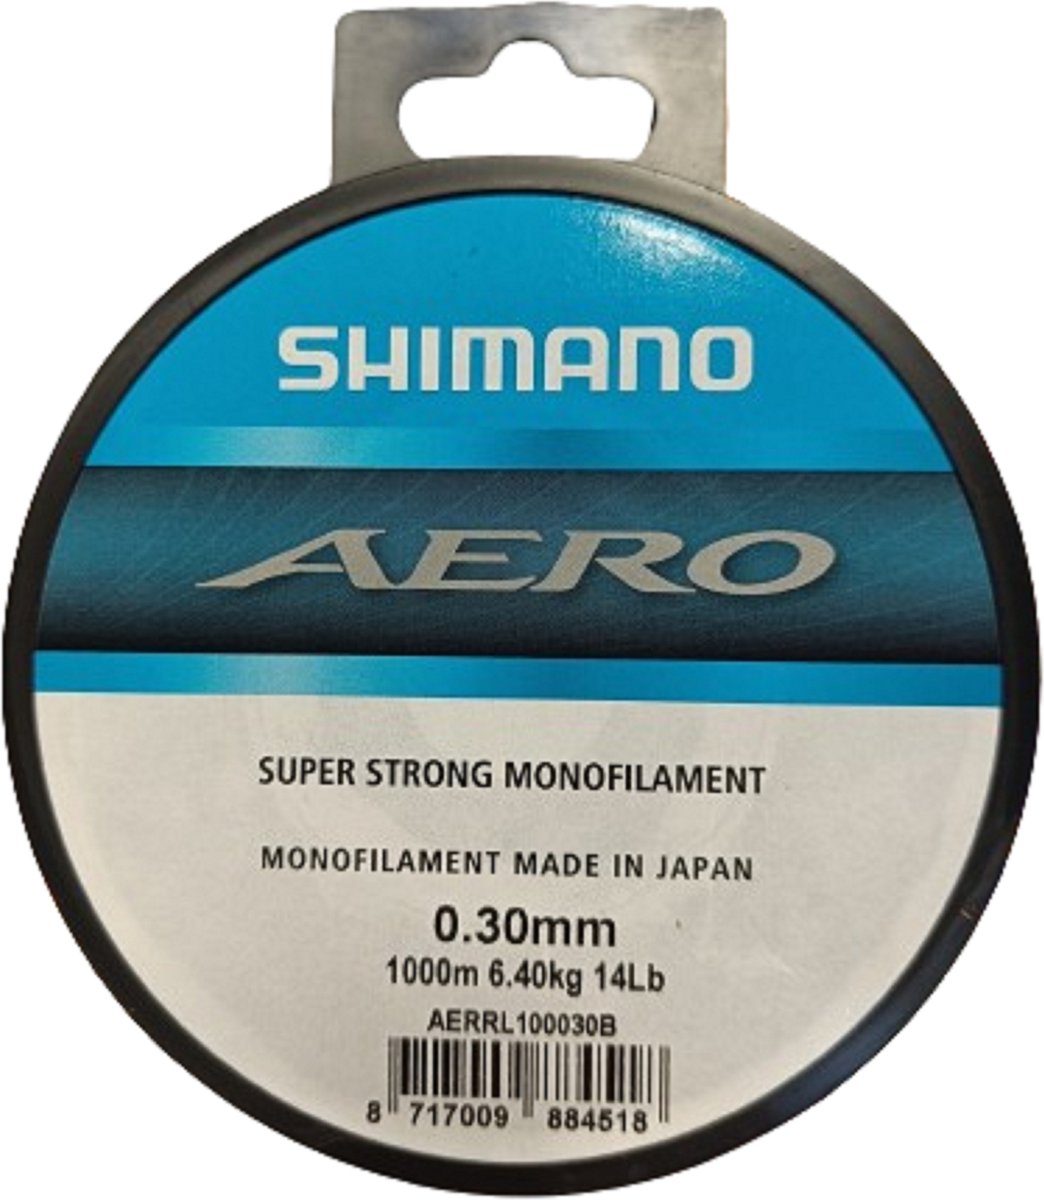 SHIMANO
AERO
SUPER STRONG MONOFILAMENT
MONOFILAMENT MADE IN JAPAN
0.30mm
1000m 6.40kg 14Lb
AERRL100030B
8 717009 884518